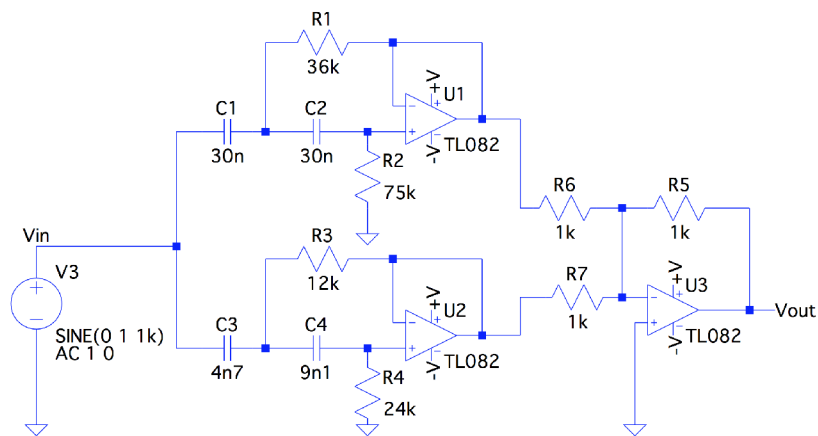 R1
36k
+V
U1
C1
C2
-
+
+
-
-V
TL082
30n
30n
R2
75k
R6
R5
1k
1k
Vin
R3
12k
R7
1k
+V
U3
-
+
+
-
-V
TL082
Vout
V3
+
-
SINE(0 1 1k)
AC 1 0
+V
U2
C3
C4
-
+
+
-
-V
TL082
4n7
9n1
R4
24k